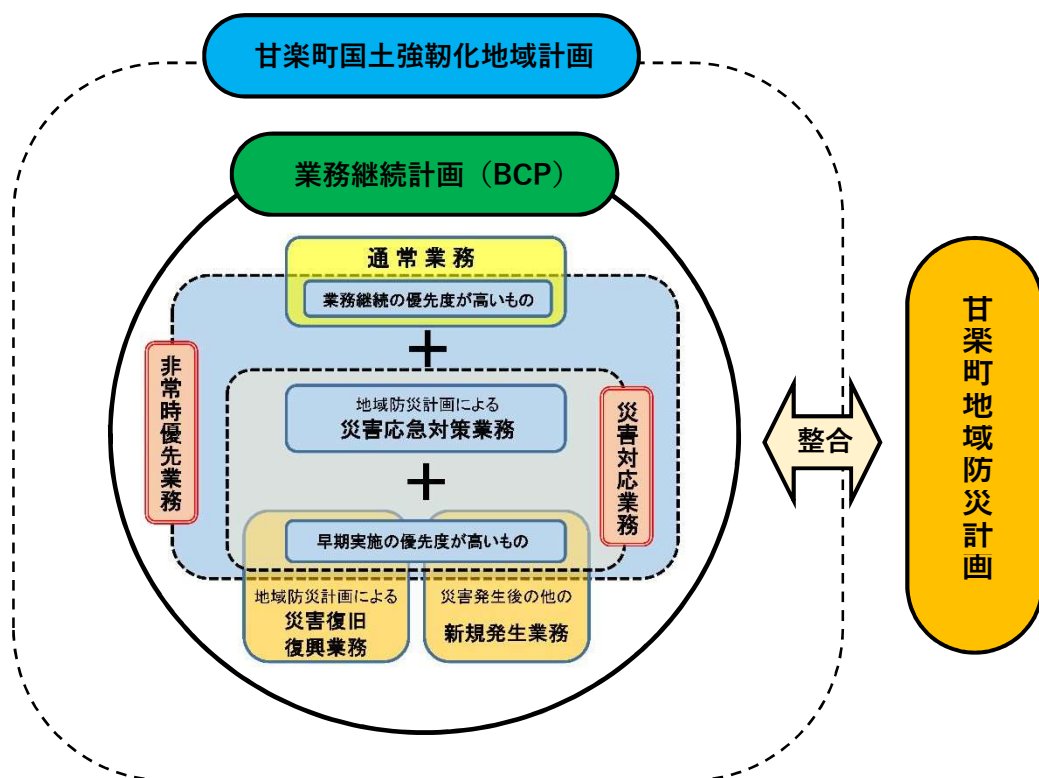 甘楽町国土強靭化地域計画
業務継続計画（BCP）
通常業務
業務継続の優先度が高いもの
＋
非常時優先業務
地域防災計画による
災害応急対策業務
災害対応業務
＋
早期実施の優先度が高いもの
地域防災計画による
災害復旧
復興業務
災害発生後の他の
新規発生業務
整合
甘楽町地域防災計画